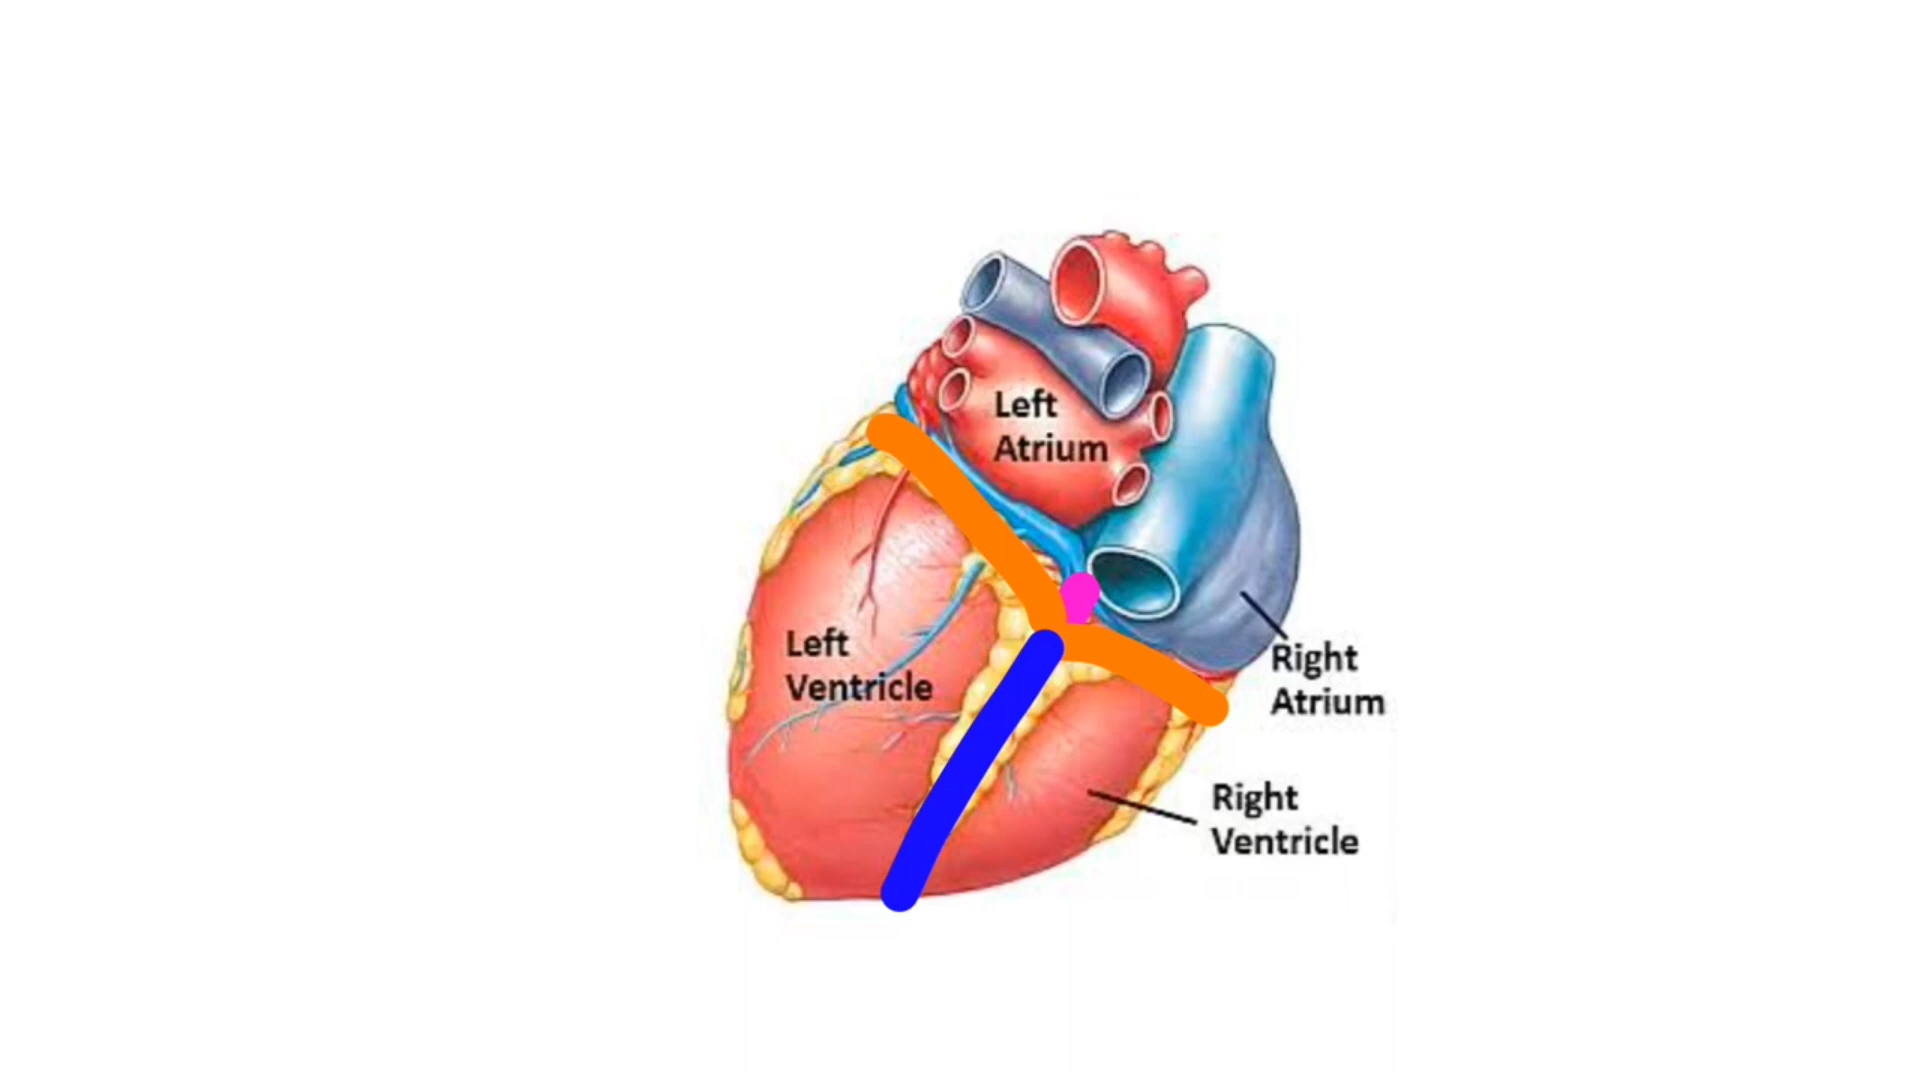 Left
Atrium
Left
Ventricle
Right
Atrium
Right
Ventricle